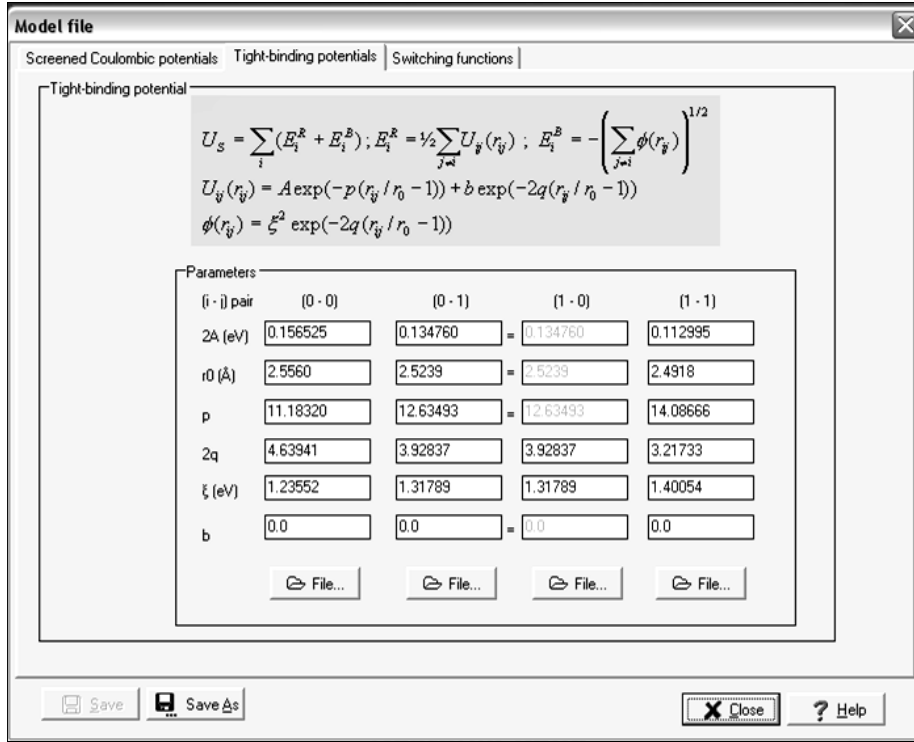 Model file
Screened Coulombic potentials Tight-binding potentials Switching functions
Tight-binding potential
U_S = ∑_i (E_i^R + E_i^B) ; E_i^R = ½ ∑_{j≠i} U_ij(r_ij) ; E_i^B = −(∑_{j≠i} ϕ(r_ij))^{1/2}
U_ij(r_ij) = A exp(−p(r_ij / r_0 − 1)) + b exp(−2q(r_ij / r_0 − 1))
ϕ(r_ij) = ξ^2 exp(−2q(r_ij / r_0 − 1))
Parameters
(i - j) pair (0 - 0) (0 - 1) (1 - 0) (1 - 1)
2A (eV) 0.156525 0.134760 = 0.134760 0.112995
r0 (Å) 2.5560 2.5239 = 2.5239 2.4918
p 11.18320 12.63493 = 12.63493 14.08666
2q 4.63941 3.92837 3.92837 3.21733
ξ (eV) 1.23552 1.31789 1.31789 1.40054
b 0.0 0.0 = 0.0 0.0
File... File... File... File...
Save Save As Close ? Help